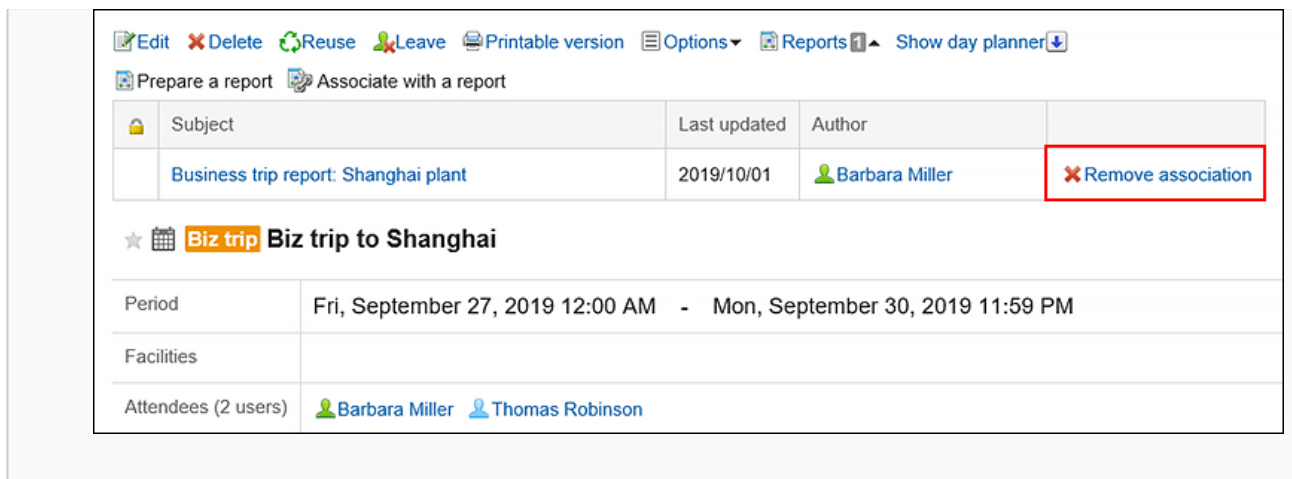 Edit Delete Reuse Leave Printable version Options Reports 1 Show day planner
Prepare a report Associate with a report
Subject Last updated Author
Business trip report: Shanghai plant 2019/10/01 Barbara Miller Remove association
Biz trip Biz trip to Shanghai
Period Fri, September 27, 2019 12:00 AM - Mon, September 30, 2019 11:59 PM
Facilities
Attendees (2 users) Barbara Miller Thomas Robinson